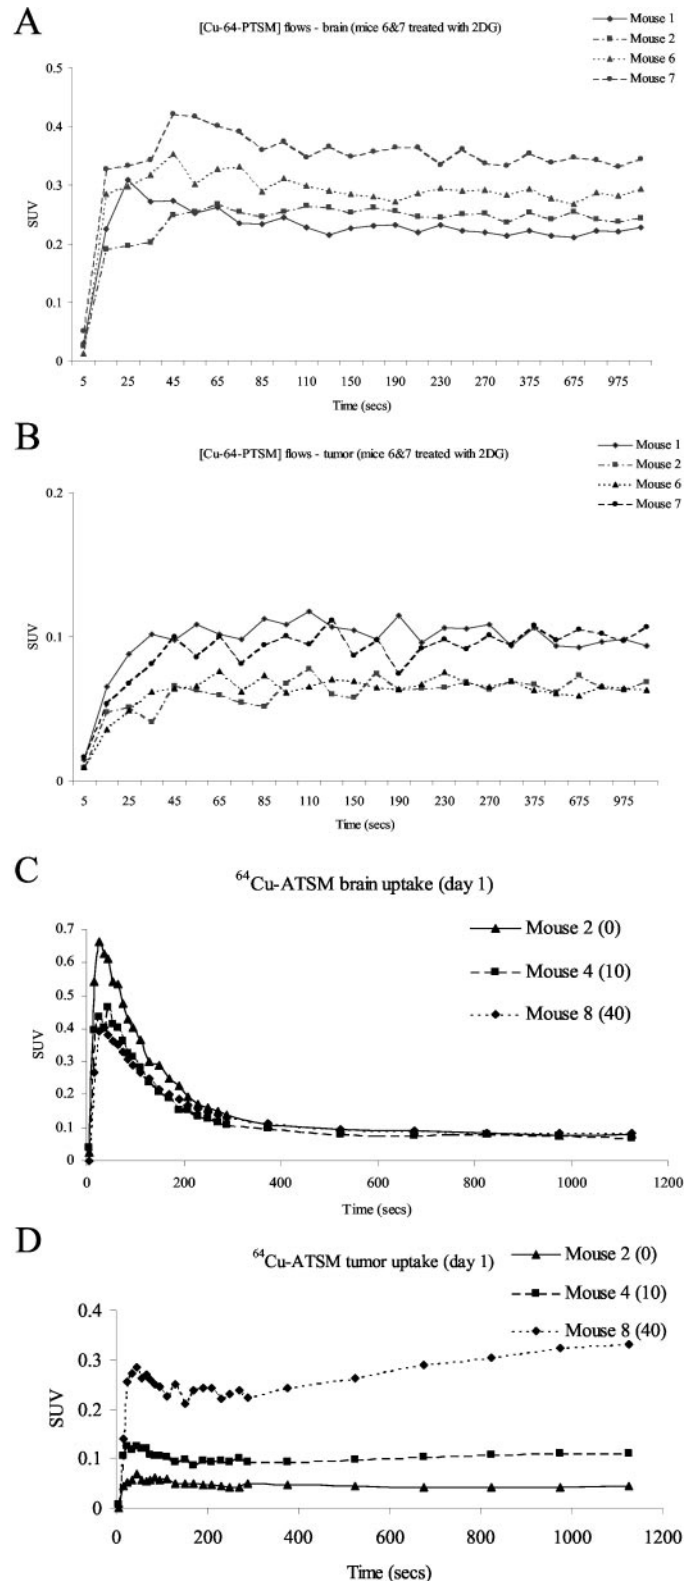 A
[Cu-64-PTSM] flows - brain (mice 6&7 treated with 2DG)
Mouse 1
Mouse 2
Mouse 6
Mouse 7
SUV
0.5
0.4
0.3
0.2
0.1
0
5 25 45 65 85 110 150 190 230 270 375 675 975
Time (secs)
B
[Cu-64-PTSM] flows - tumor (mice 6&7 treated with 2DG)
Mouse 1
Mouse 2
Mouse 6
Mouse 7
SUV
0.2
0.1
0
5 25 45 65 85 110 150 190 230 270 375 675 975
Time (secs)
C
64Cu-ATSM brain uptake (day 1)
Mouse 2 (0)
Mouse 4 (10)
Mouse 8 (40)
SUV
0.7
0.6
0.5
0.4
0.3
0.2
0.1
0
0 200 400 600 800 1000 1200
Time (secs)
D
64Cu-ATSM tumor uptake (day 1)
Mouse 2 (0)
Mouse 4 (10)
Mouse 8 (40)
SUV
0.4
0.3
0.2
0.1
0
0 200 400 600 800 1000 1200
Time (secs)